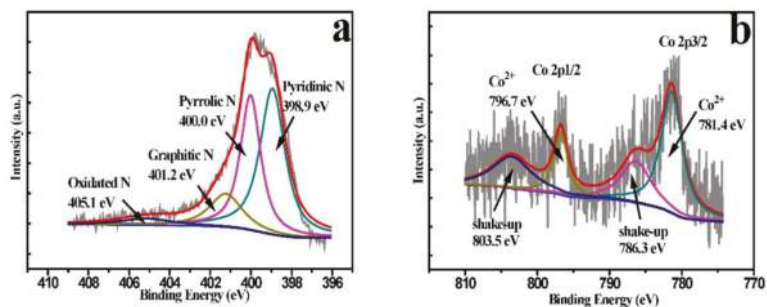 a
Pyrrolic N
400.0 eV
Pyridinic N
398.9 eV
Graphitic N
401.2 eV
Oxidated N
405.1 eV
Intensity (a.u.)
410 408 406 404 402 400 398 396 394
Binding Energy (eV)
b
Co 2p3/2
Co 2p1/2
Co2+
796.7 eV
Co2+
781.4 eV
shake-up
803.5 eV
shake-up
786.3 eV
Intensity (a.u.)
810 800 790 780 770
Binding Energy (eV)